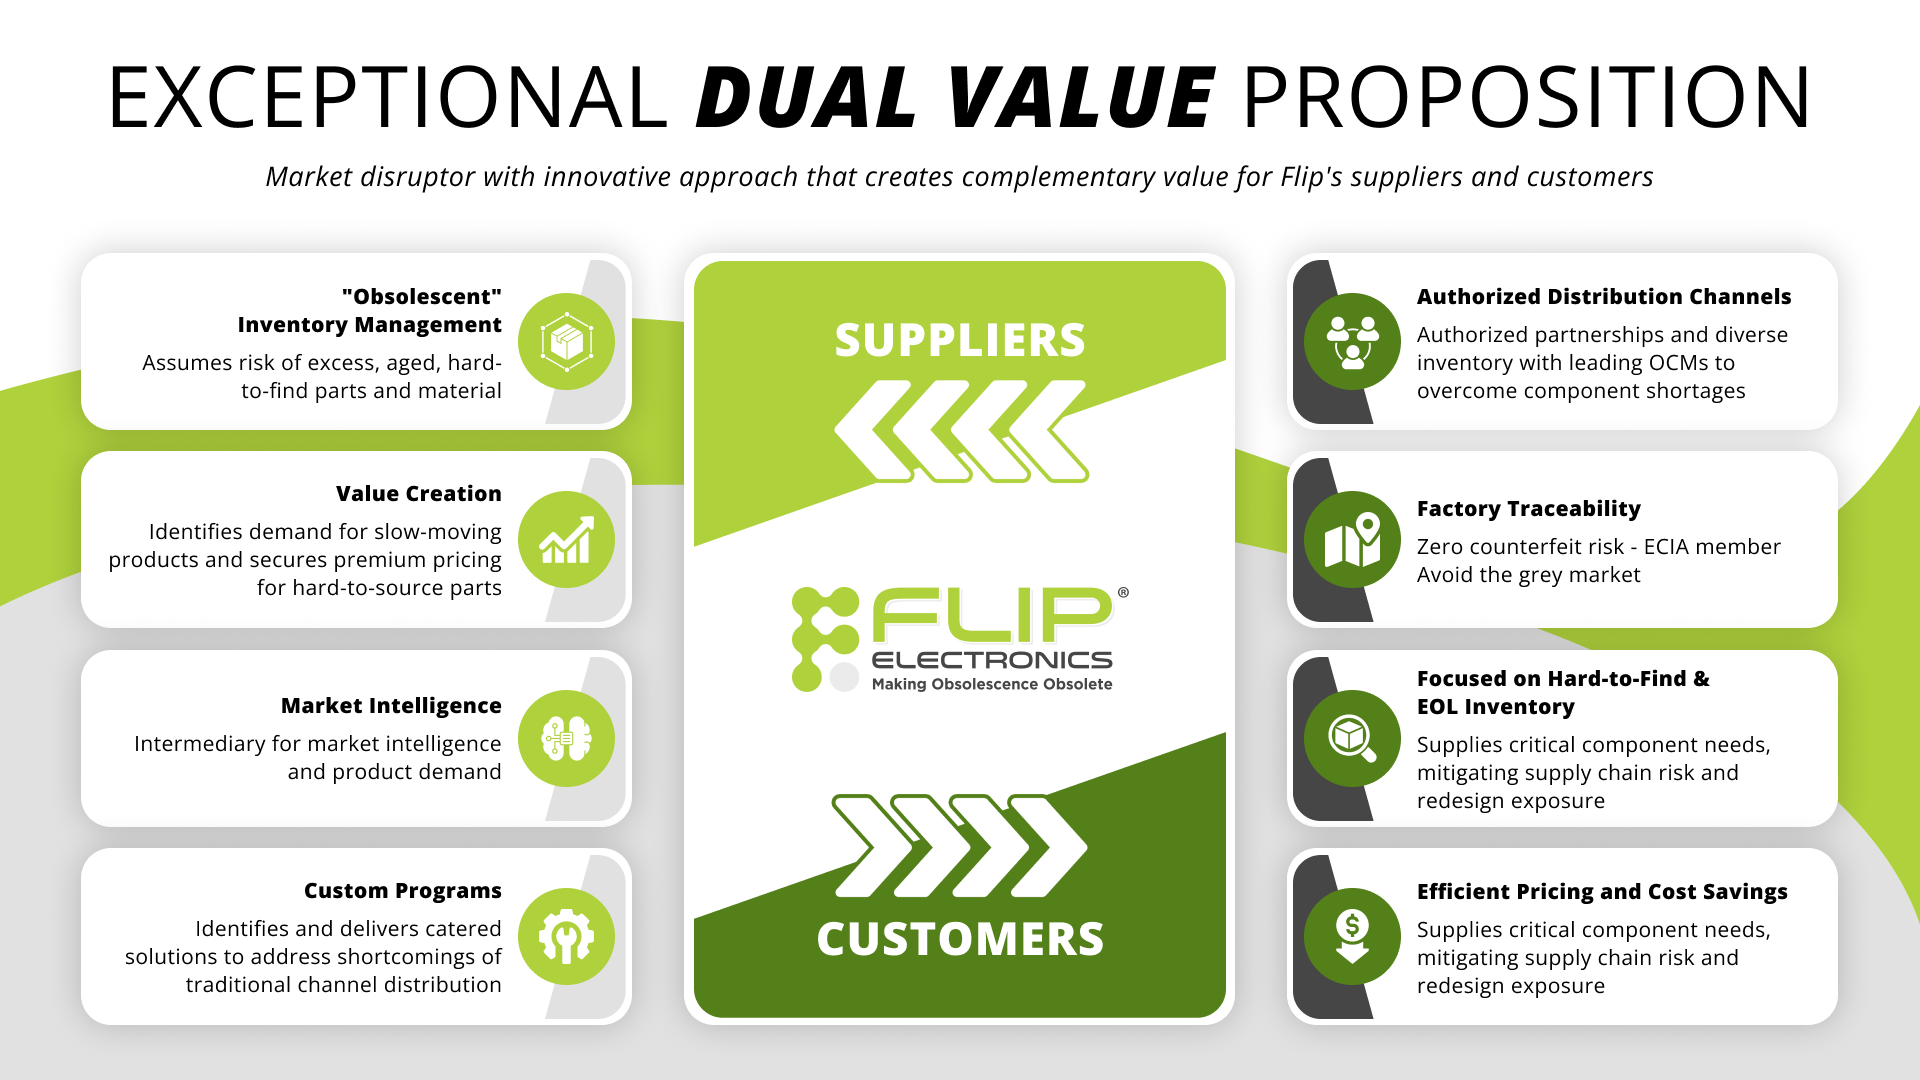 EXCEPTIONAL DUAL VALUE PROPOSITION
Market disruptor with innovative approach that creates complementary value for Flip's suppliers and customers
"Obsolescent"
Inventory Management
Assumes risk of excess, aged, hard-
to-find parts and material
Value Creation
Identifies demand for slow-moving
products and secures premium pricing
for hard-to-source parts
Market Intelligence
Intermediary for market intelligence
and product demand
Custom Programs
Identifies and delivers catered
solutions to address shortcomings of
traditional channel distribution
SUPPLIERS
FLIP®
ELECTRONICS
Making Obsolescence Obsolete
CUSTOMERS
Authorized Distribution Channels
Authorized partnerships and diverse
inventory with leading OCMs to
overcome component shortages
Factory Traceability
Zero counterfeit risk - ECIA member
Avoid the grey market
Focused on Hard-to-Find &
EOL Inventory
Supplies critical component needs,
mitigating supply chain risk and
redesign exposure
Efficient Pricing and Cost Savings
Supplies critical component needs,
mitigating supply chain risk and
redesign exposure